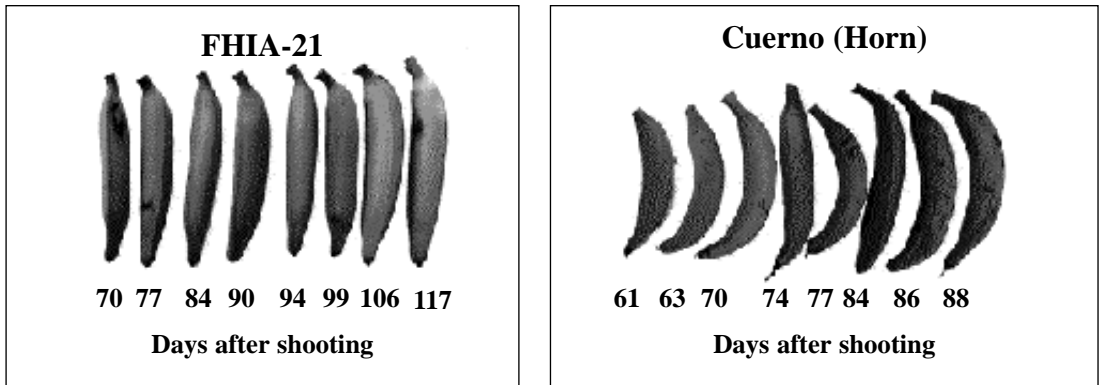 FHIA-21
70 77 84 90 94 99 106 117
Days after shooting
Cuerno (Horn)
61 63 70 74 77 84 86 88
Days after shooting